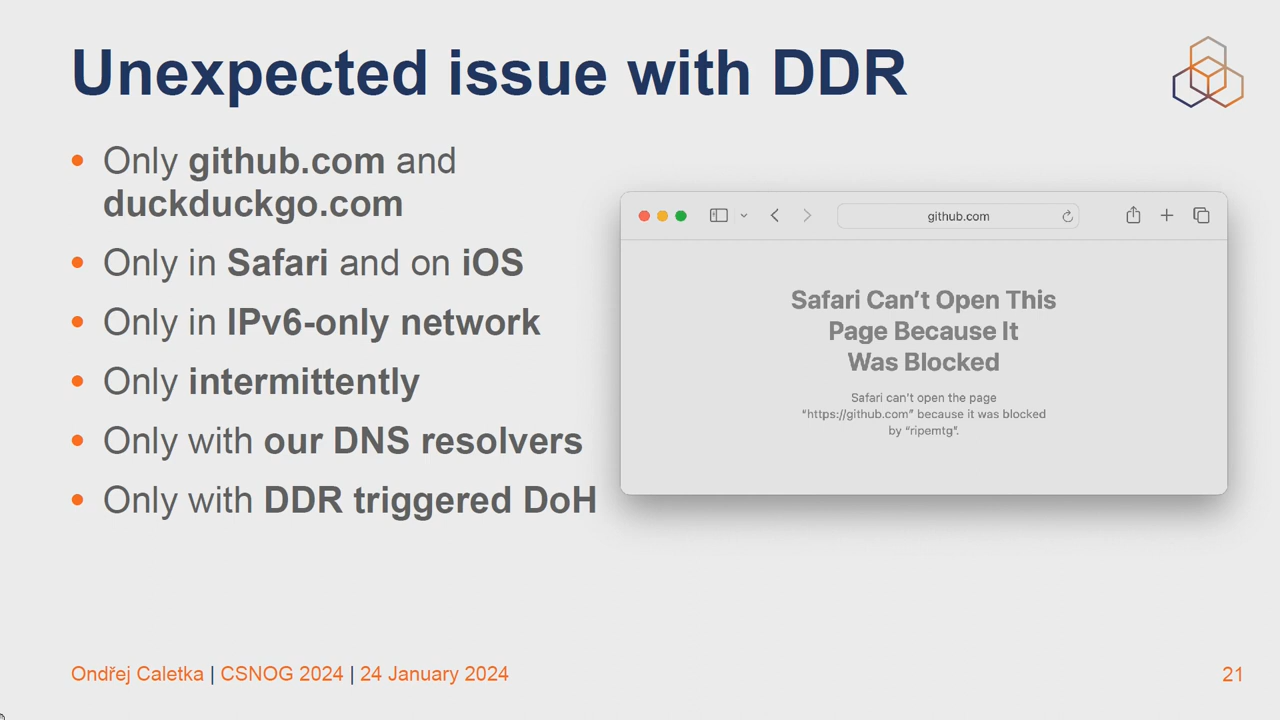 Unexpected issue with DDR
• Only github.com and
duckduckgo.com
• Only in Safari and on iOS
• Only in IPv6-only network
• Only intermittently
• Only with our DNS resolvers
• Only with DDR triggered DoH
github.com
Safari Can’t Open This
Page Because It
Was Blocked
Safari can’t open the page
“https://github.com” because it was blocked
by “ripemtg”.
Ondřej Caletka | CSNOG 2024 | 24 January 2024
21